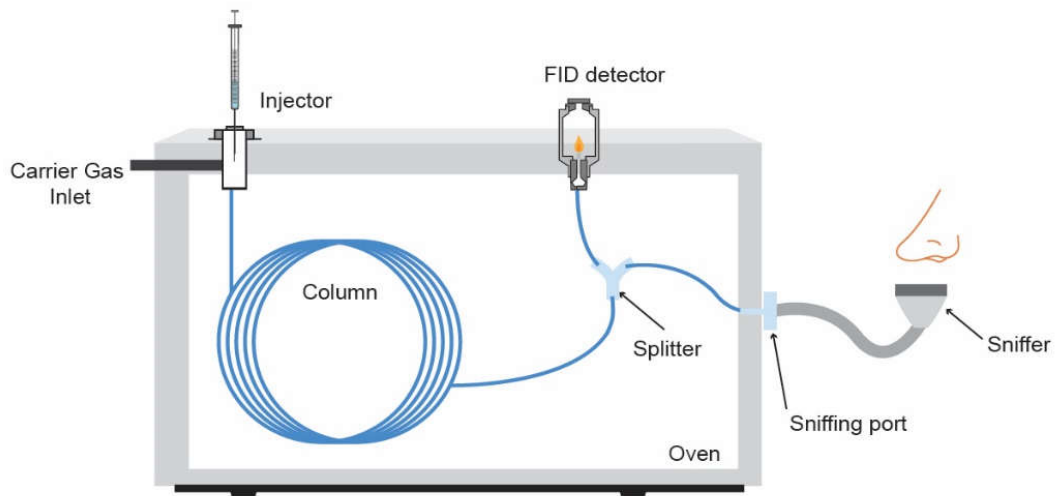 FID detector
Injector
Carrier Gas
Inlet
Column
Splitter
Sniffer
Sniffing port
Oven